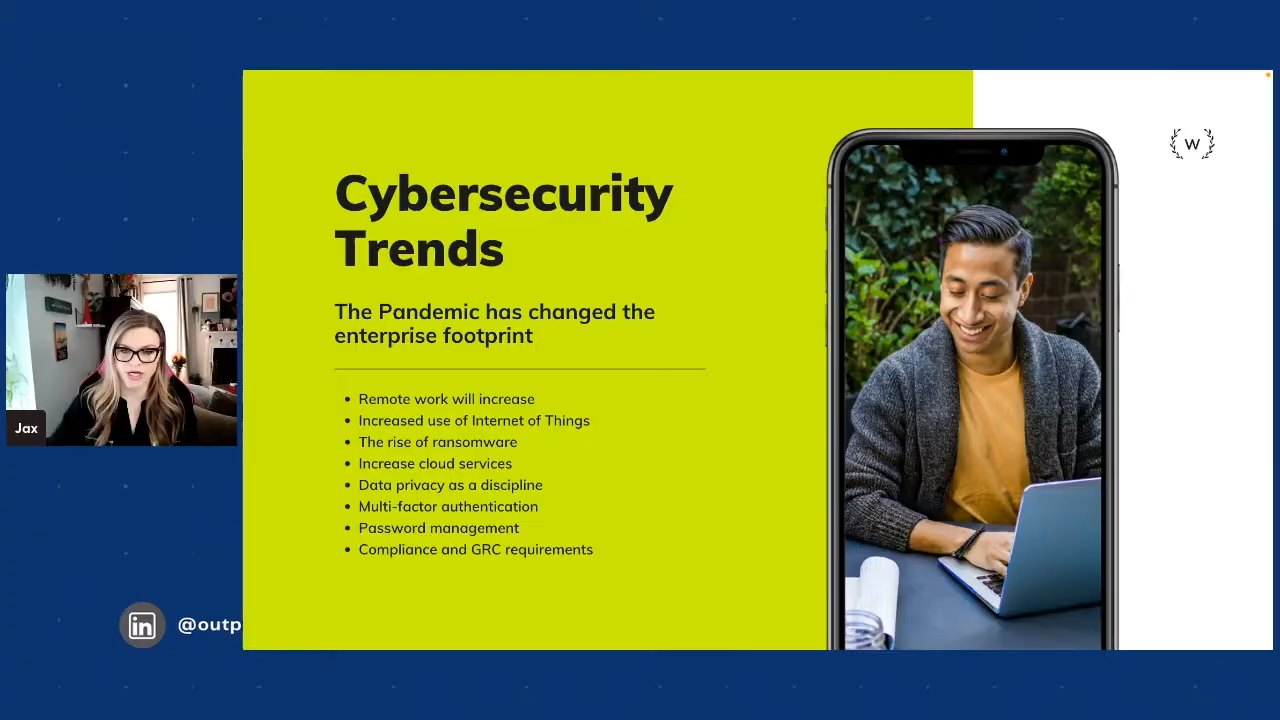 Cybersecurity
Trends
The Pandemic has changed the
enterprise footprint
• Remote work will increase
• Increased use of Internet of Things
• The rise of ransomware
• Increase cloud services
• Data privacy as a discipline
• Multi-factor authentication
• Password management
• Compliance and GRC requirements
W
Jax
in
@outp